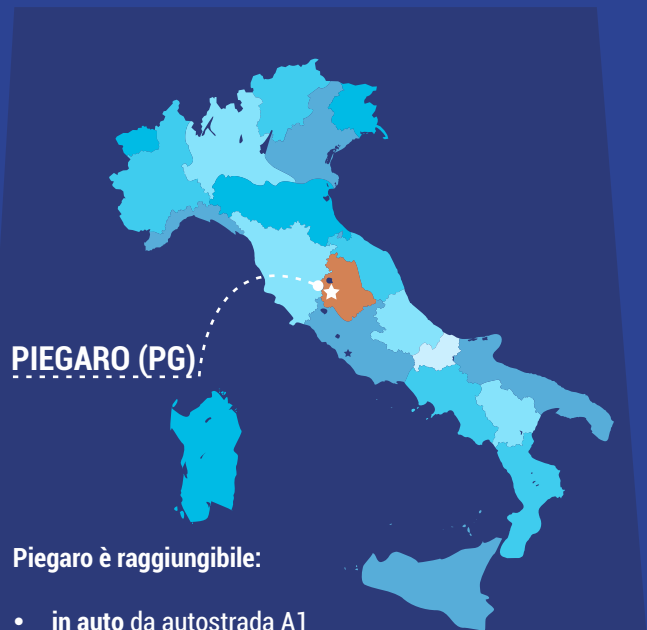 PIEGARO (PG)
Piegaro è raggiungibile:
• in auto da autostrada A1